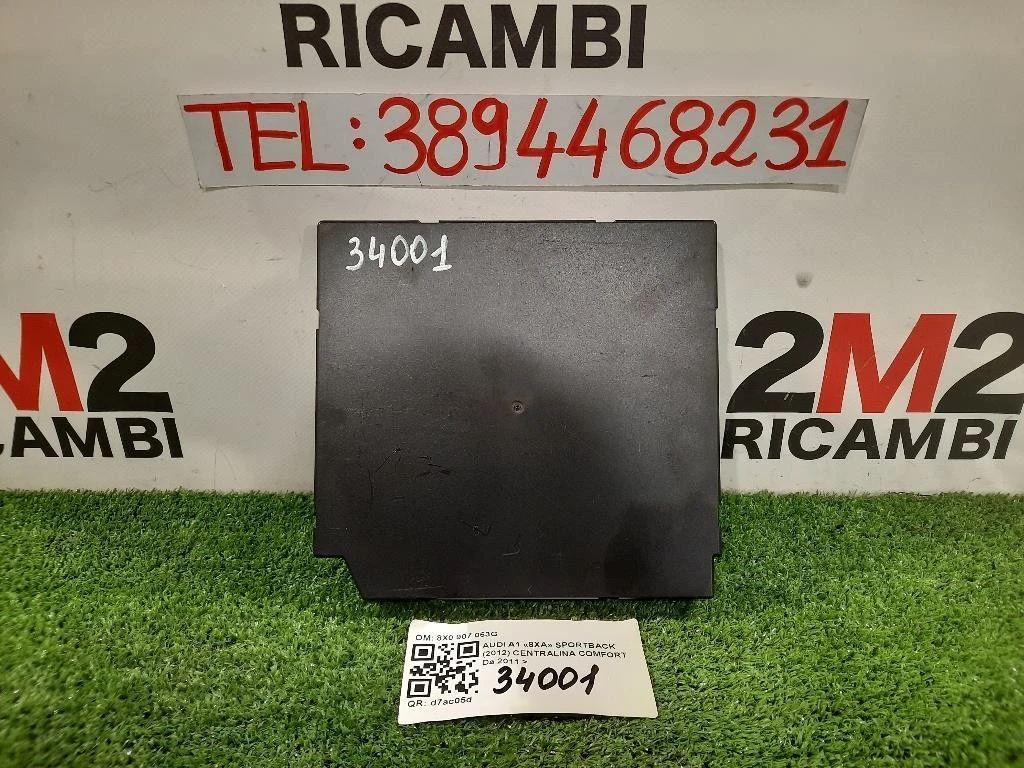 RICAMBI
TEL: 3894468231
34001
M2
AMBI
2M2
RICAMBI
OM: 8X0 907 063G
AUDI A1 «8XA» SPORTBACK
(2012) CENTRALINA COMFORT
Da 2011 >
34001
QR: d7ac05d